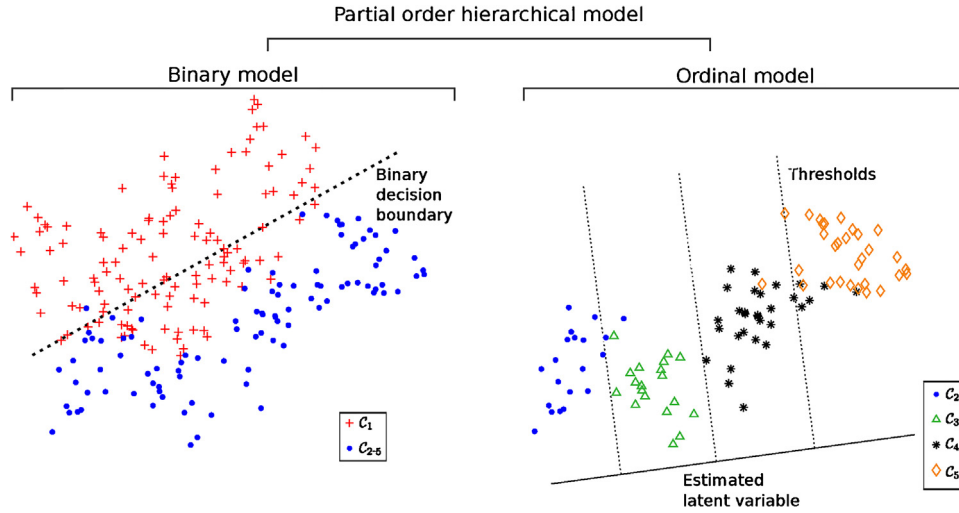 Partial order hierarchical model
Binary model
Ordinal model
Binary
decision
boundary
Thresholds
C1
C2-5
Estimated
latent variable
C2
C3
C4
C5